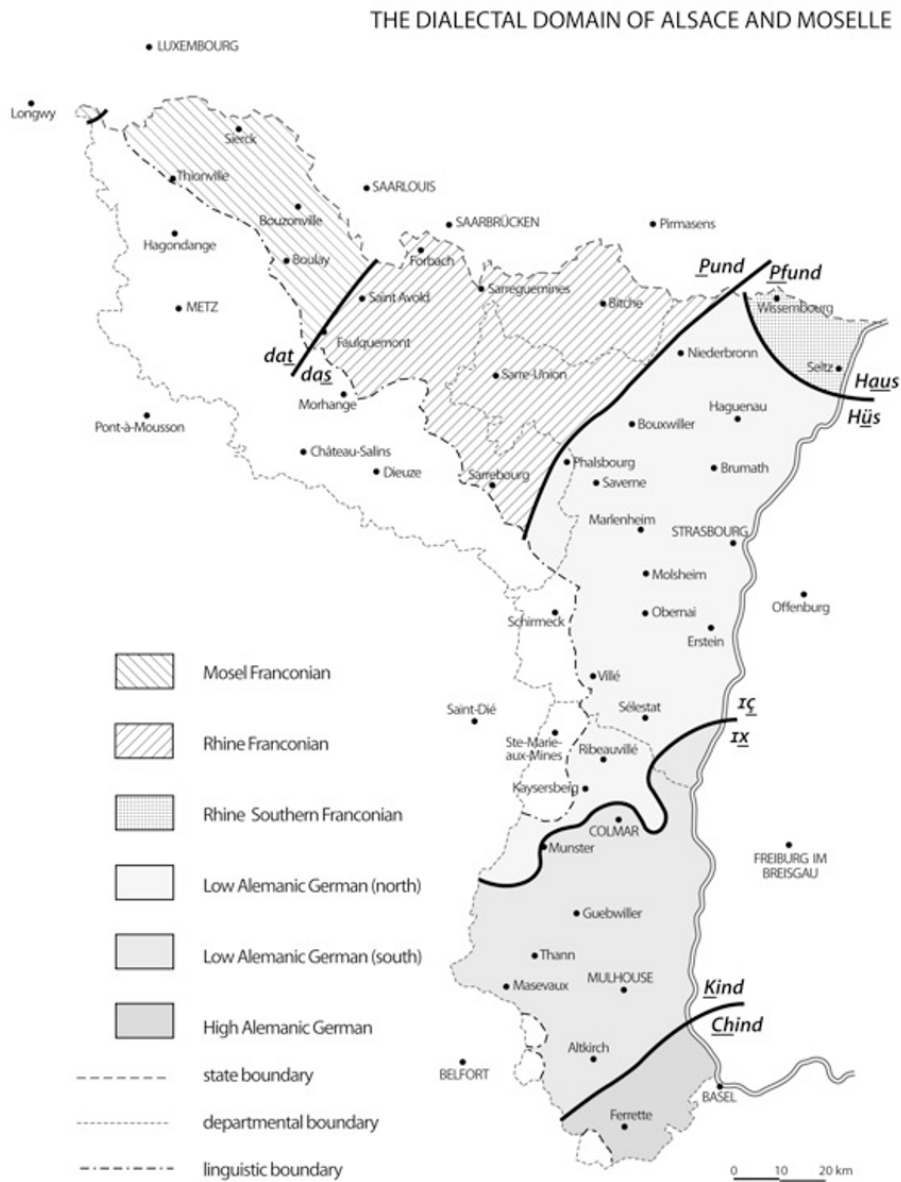 THE DIALECTAL DOMAIN OF ALSACE AND MOSELLE
LUXEMBOURG
Longwy
Sierck
Thionville
SAARLOUIS
Bouzonville
SAARBRÜCKEN
Pirmasens
Hagondange
Boulay
Forbach
Pund
Pfund
Saint Avold
Sarreguemines
Bitche
Wissembourg
METZ
Faulquemont
dat
das
Niederbronn
Seltz
Sarre-Union
Haus
Morhange
Hüs
Pont-à-Mousson
Bouxwiller
Haguenau
Château-Salins
Dieuze
Phalsbourg
Brumath
Sarrebourg
Saverne
Marlenheim
STRASBOURG
Molsheim
Schirmeck
Obernai
Offenburg
Erstein
Mosel Franconian
Villé
Saint-Dié
Sélestat
ɪç
ɪx
Rhine Franconian
Ste-Marie-
aux-Mines
Ribeauvillé
Kaysersberg
Rhine Southern Franconian
COLMAR
Munster
FREIBURG IM
BREISGAU
Low Alemanic German (north)
Guebwiller
Low Alemanic German (south)
Thann
Masevaux
MULHOUSE
Kind
Chind
High Alemanic German
Altkirch
BELFORT
state boundary
BASEL
Ferrette
departmental boundary
linguistic boundary
0 10 20 km